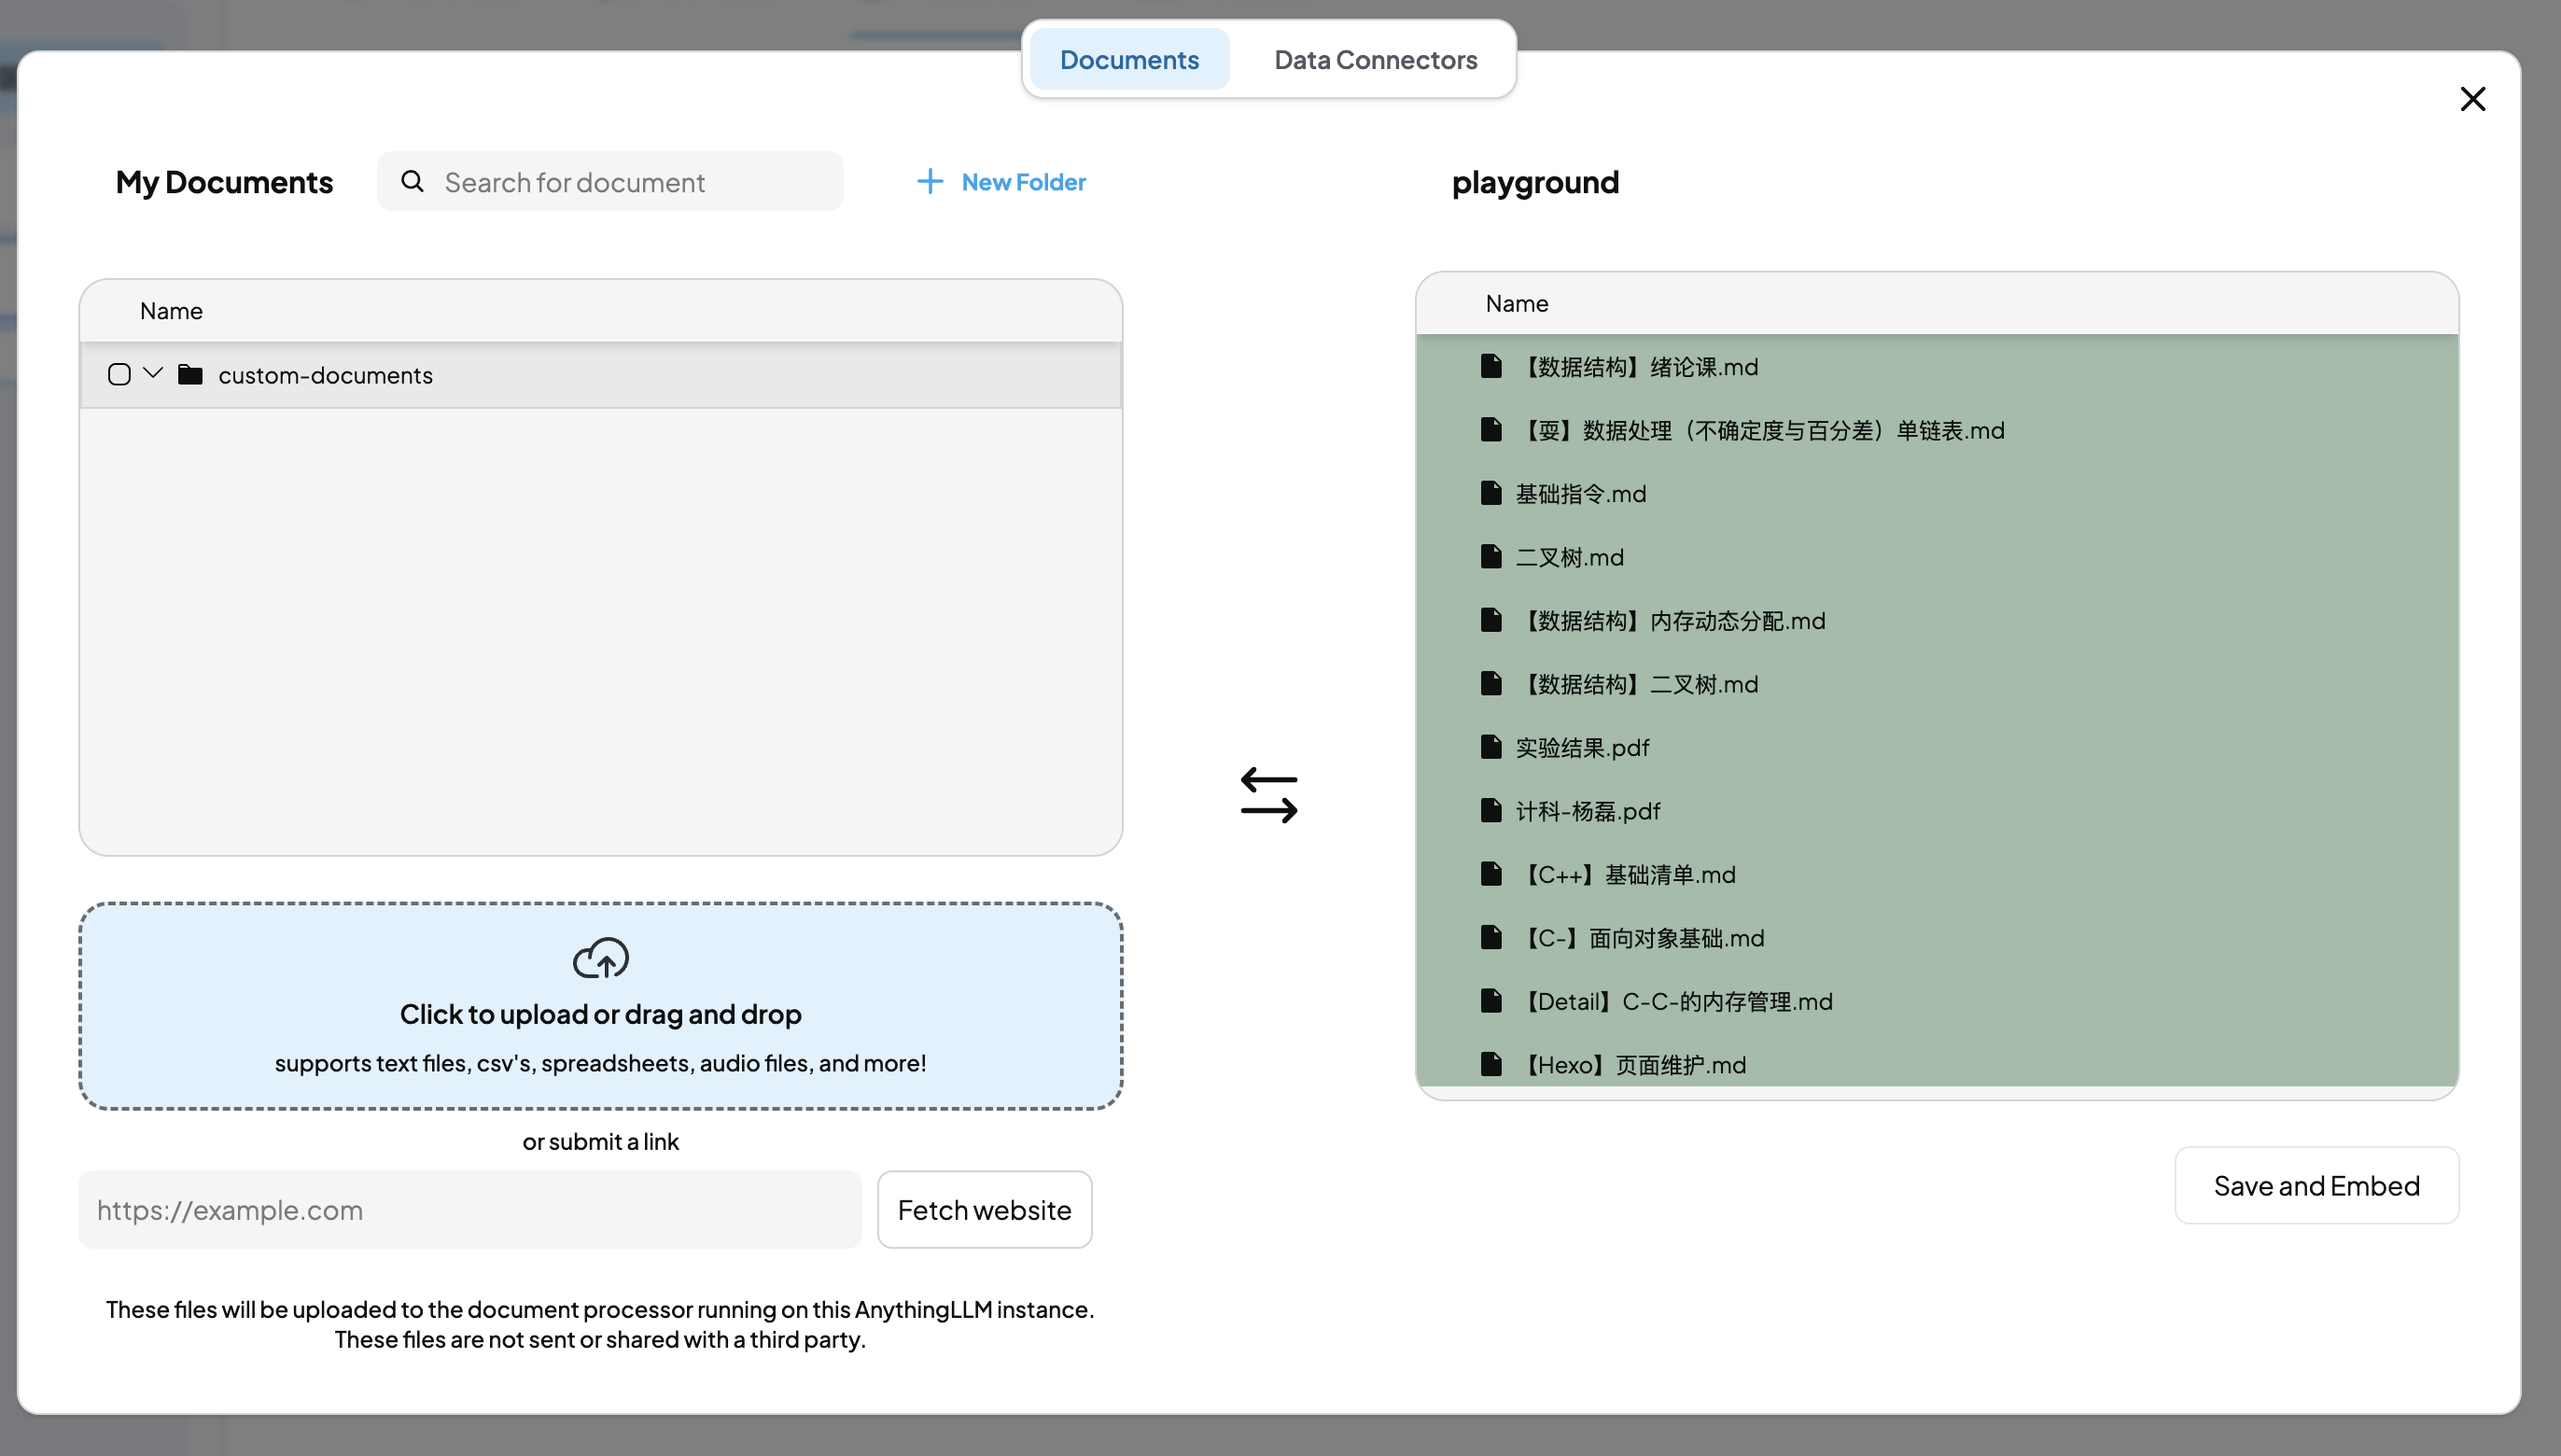 Documents
Data Connectors
My Documents
Search for document
New Folder
Name
custom-documents
Click to upload or drag and drop
supports text files, csv's, spreadsheets, audio files, and more!
or submit a link
https://example.com
Fetch website
These files will be uploaded to the document processor running on this AnythingLLM instance.
These files are not sent or shared with a third party.
playground
Name
【数据结构】绪论课.md
【耍】数据处理（不确定度与百分差）单链表.md
基础指令.md
二叉树.md
【数据结构】内存动态分配.md
【数据结构】二叉树.md
实验结果.pdf
计科-杨磊.pdf
【C++】基础清单.md
【C-】面向对象基础.md
【Detail】C-C-的内存管理.md
【Hexo】页面维护.md
Save and Embed